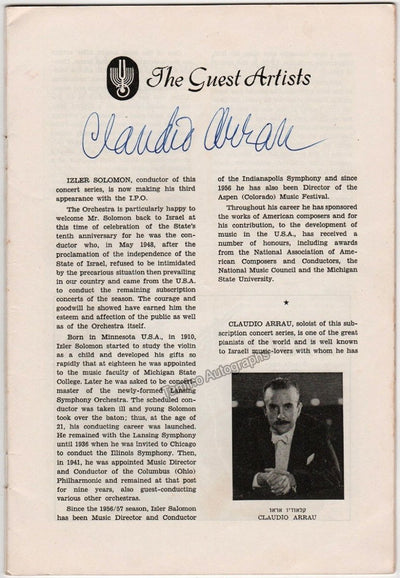 The Guest Artists
Claudio Arrau
IZLER SOLOMON, conductor of this
concert series, is now making his third
appearance with the I.P.O.
The Orchestra is particularly happy to
welcome Mr. Solomon back to Israel at
this time of celebration of the State's
tenth anniversary for he was the con-
ductor who, in May 1948, after the
proclamation of the independence of the
State of Israel, refused to be intimidated
by the precarious situation then prevailing
in our country and came from the U.S.A.
to conduct the remaining subscription
concerts of the season. The courage and
goodwill he showed have earned him the
esteem and affection of the public as well
as of the Orchestra itself.
Born in Minnesota U.S.A., in 1910,
Izler Solomon started to study the violin
as a child and developed his gifts so
rapidly that at eighteen he was appointed
to the music faculty of Michigan State
College. Later he was asked to be concert-
master of the newly-formed Lansing
Symphony Orchestra. The scheduled con-
ductor was taken ill and young Solomon
took over the baton; thus, at the age of
21, his conducting career was launched.
He remained with the Lansing Symphony
until 1936 when he was invited to Chicago
to conduct the Illinois Symphony. Then,
in 1941, he was appointed Music Director
and Conductor of the Columbus (Ohio)
Philharmonic and remained at that post
for nine years, also guest-conducting
various other orchestras.
Since the 1956/57 season, Izler Solomon
has been Music Director and Conductor
of the Indianapolis Symphony and since
1956 he has also been Director of the
Aspen (Colorado) Music Festival.
Throughout his career he has sponsored
the works of American composers and for
his contribution, to the development of
music in the U.S.A., has received a
number of honours, including awards
from the National Association of Ame-
rican Composers and Conductors, the
National Music Council and the Michigan
State University.
★
CLAUDIO ARRAU, soloist of this sub-
scription concert series, is one of the great
pianists of the world and is well known
to Israeli music-lovers with whom he has
קלאודיו אראו
CLAUDIO ARRAU
Autographs